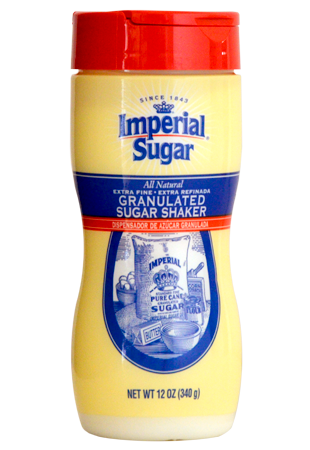 SINCE 1843
Imperial
Sugar
All Natural
EXTRA FINE • EXTRA REFINADA
GRANULATED
SUGAR SHAKER
DISPENSADOR DE AZÚCAR GRANULADA
IMPERIAL
PURE CANE
SUGAR
BUTTER
NET WT 12 OZ (340 g)